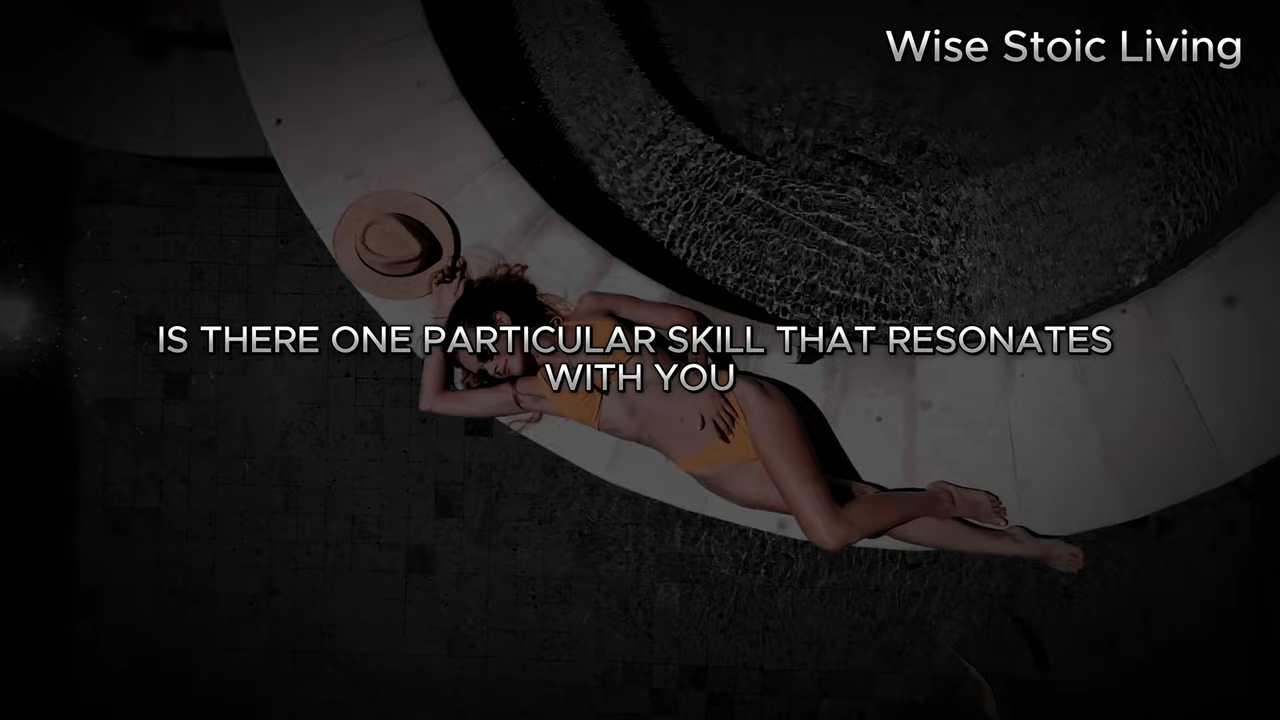 Wise Stoic Living
IS THERE ONE PARTICULAR SKILL THAT RESONATES
WITH YOU